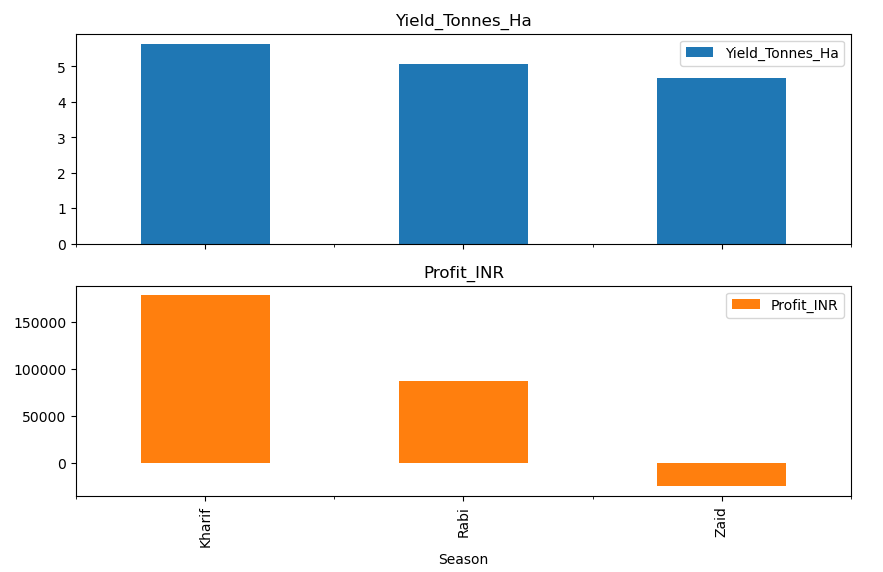 Yield_Tonnes_Ha
Yield_Tonnes_Ha
5
4
3
2
1
0
Profit_INR
Profit_INR
150000
100000
50000
0
Kharif
Rabi
Zaid
Season